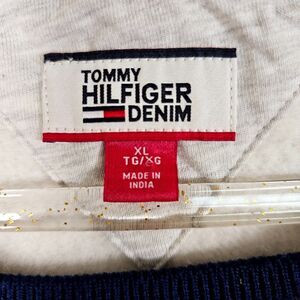 TOMMY
HILFIGER
DENIM
XL
TG/XG
MADE IN
INDIA